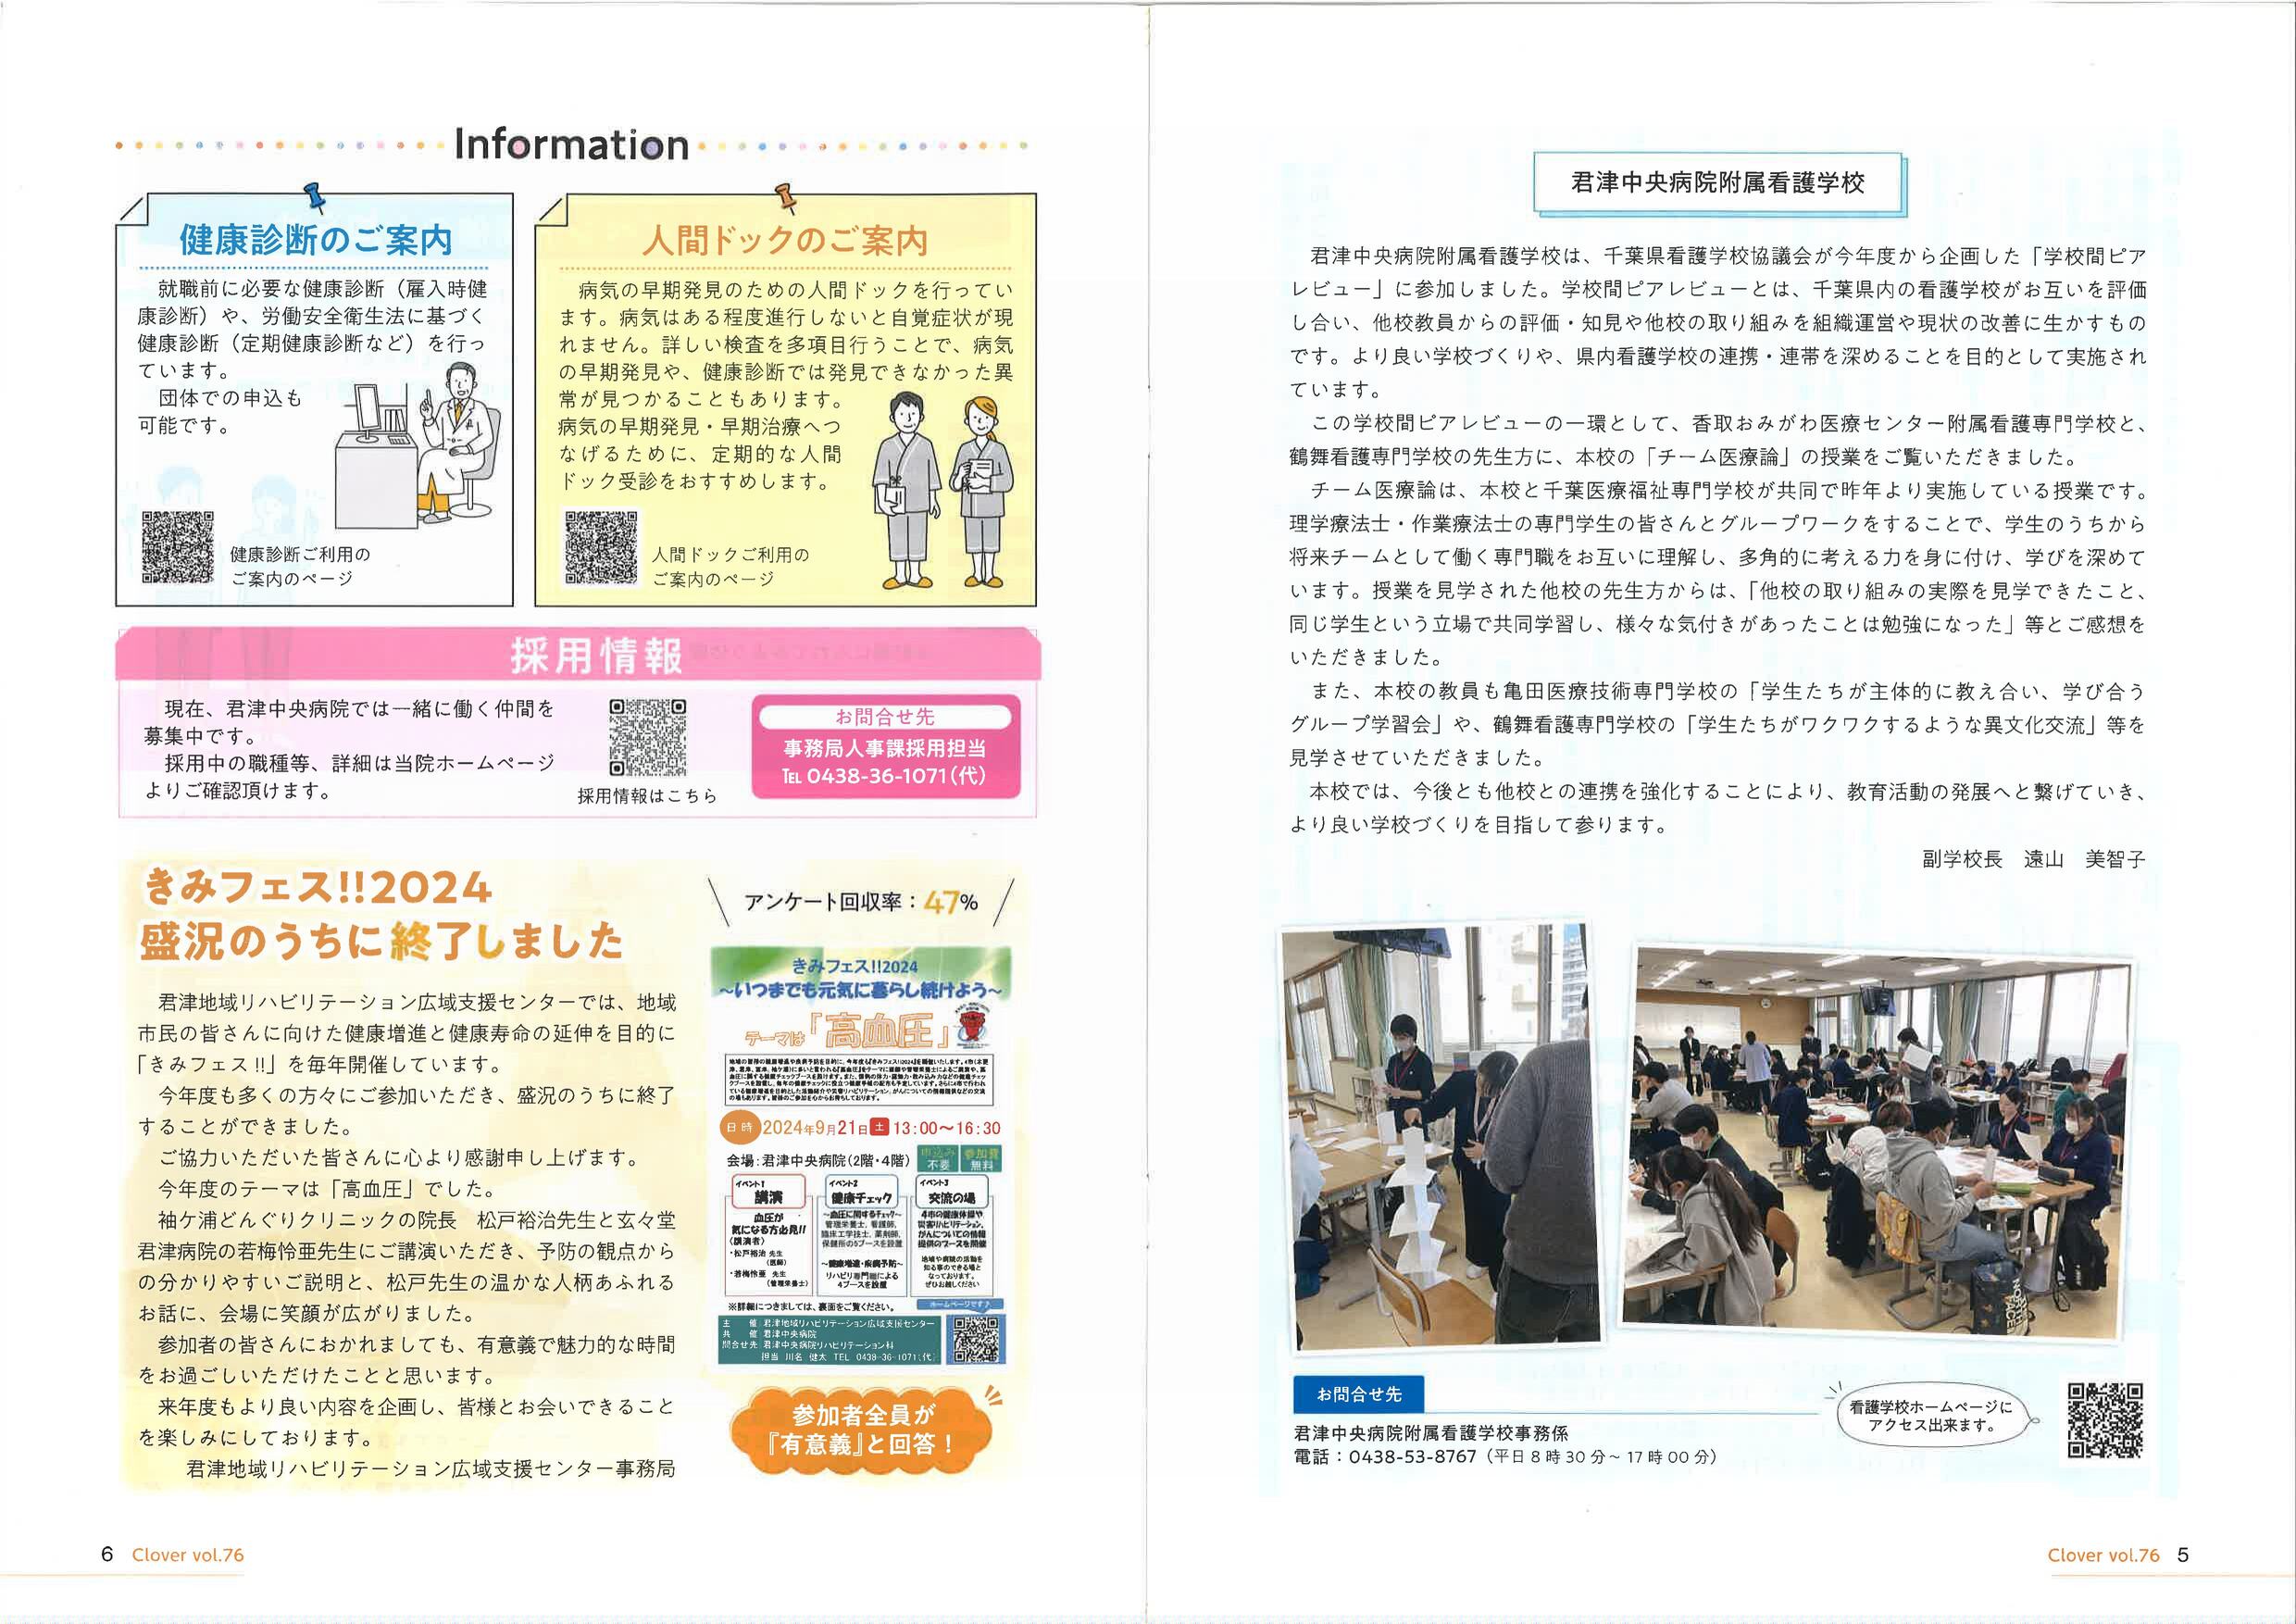 Information
健康診断のご案内
就職前に必要な健康診断（雇入時健
康診断）や、労働安全衛生法に基づく
健康診断（定期健康診断など）を行っ
ています。
団体での申込も
可能です。
健康診断ご利用の
ご案内のページ
人間ドックのご案内
病気の早期発見のための人間ドックを行ってい
ます。病気はある程度進行しないと自覚症状が現
れません。詳しい検査を多項目行うことで、病気
の早期発見や、健康診断では発見できなかった異
常が見つかることもあります。
病気の早期発見・早期治療へつ
なげるために、定期的な人間
ドック受診をおすすめします。
人間ドックご利用の
ご案内のページ
採用情報
現在、君津中央病院では一緒に働く仲間を
募集中です。
採用中の職種等、詳細は当院ホームページ
よりご確認頂けます。
採用情報はこちら
お問合せ先
事務局人事課採用担当
℡ 0438-36-1071（代）
きみフェス!!2024
盛況のうちに終了しました
君津地域リハビリテーション広域支援センターでは、地域
市民の皆さんに向けた健康増進と健康寿命の延伸を目的に
「きみフェス!!」を毎年開催しています。
今年度も多くの方々にご参加いただき、盛況のうちに終了
することができました。
ご協力いただいた皆さんに心より感謝申し上げます。
今年度のテーマは「高血圧」でした。
袖ケ浦どんぐりクリニックの院長　松戸裕治先生と玄々堂
君津病院の若梅怜亜先生にご講演いただき、予防の観点から
の分かりやすいご説明と、松戸先生の温かな人柄あふれる
お話に、会場に笑顔が広がりました。
参加者の皆さんにおかれましても、有意義で魅力的な時間
をお過ごしいただけたことと思います。
来年度もより良い内容を企画し、皆様とお会いできること
を楽しみにしております。
君津地域リハビリテーション広域支援センター事務局
アンケート回収率：47%
きみフェス!!2024
～いつまでも元気に暮らし続けよう～
テーマは「高血圧」
日時 2024年9月21日 土 13:00～16:30
会場:君津中央病院(2階・4階)
申込み 不要
参加費 無料
イベント1
講演
血圧が
気になる方必見!!
〈講演者〉
・松戸裕治 先生
（医師）
・若梅怜亜 先生
（管理栄養士）
イベント2
健康チェック
～血圧に関するチェック～
管理栄養士、看護師、
臨床工学技士、薬剤師、
保健所の5ブースを設置
～健康増進・疾病予防～
リハビリ専門職による
4ブースを設置
イベント3
交流の場
4市の健康体操や
災害リハビリテーション、
がんについての情報
提供のブースを開催
地域や病院の活動を
知る事のできる場と
なっております。
ぜひお越しください
※詳細につきましては、裏面をご覧ください。
ホームページです♪
主　催 君津地域リハビリテーション広域支援センター
共　催 君津中央病院
問合せ先 君津中央病院リハビリテーション科
担当 川名 健太 TEL 0438-36-1071(代)
参加者全員が
『有意義』と回答！
6 Clover vol.76
君津中央病院附属看護学校
君津中央病院附属看護学校は、千葉県看護学校協議会が今年度から企画した「学校間ピア
レビュー」に参加しました。学校間ピアレビューとは、千葉県内の看護学校がお互いを評価
し合い、他校教員からの評価・知見や他校の取り組みを組織運営や現状の改善に生かすもの
です。より良い学校づくりや、県内看護学校の連携・連帯を深めることを目的として実施され
ています。
この学校間ピアレビューの一環として、香取おみがわ医療センター附属看護専門学校と、
鶴舞看護専門学校の先生方に、本校の「チーム医療論」の授業をご覧いただきました。
チーム医療論は、本校と千葉医療福祉専門学校が共同で昨年より実施している授業です。
理学療法士・作業療法士の専門学生の皆さんとグループワークをすることで、学生のうちから
将来チームとして働く専門職をお互いに理解し、多角的に考える力を身に付け、学びを深めて
います。授業を見学された他校の先生方からは、「他校の取り組みの実際を見学できたこと、
同じ学生という立場で共同学習し、様々な気付きがあったことは勉強になった」等とご感想を
いただきました。
また、本校の教員も亀田医療技術専門学校の「学生たちが主体的に教え合い、学び合う
グループ学習会」や、鶴舞看護専門学校の「学生たちがワクワクするような異文化交流」等を
見学させていただきました。
本校では、今後とも他校との連携を強化することにより、教育活動の発展へと繋げていき、
より良い学校づくりを目指して参ります。
副学校長　遠山　美智子
お問合せ先
君津中央病院附属看護学校事務係
電話：0438-53-8767（平日8時30分～17時00分）
看護学校ホームページに
アクセス出来ます。
Clover vol.76 5